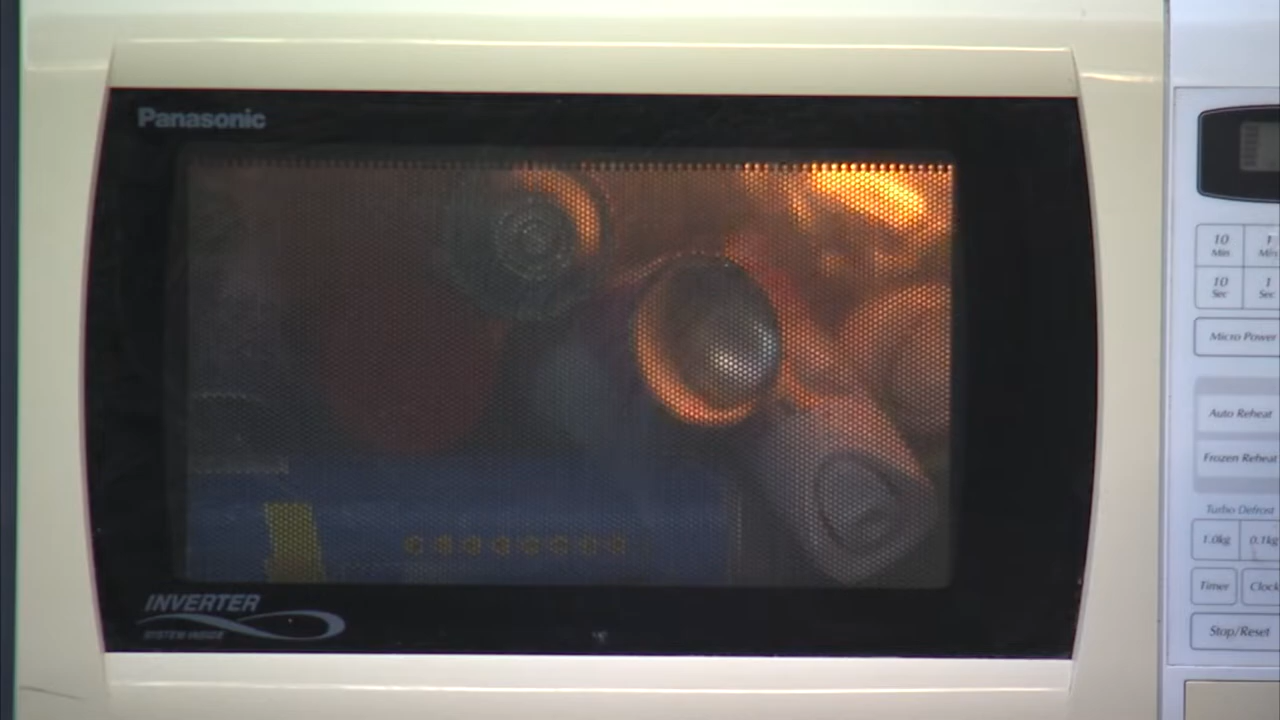 Panasonic
10 Min
10 Sec
1
Micro Power
Auto Reheat
Frozen Reheat
Turbo Defrost
1.0kg
0.1kg
Timer
Clock
Stop/Reset
INVERTER
SYSTEM INSIDE